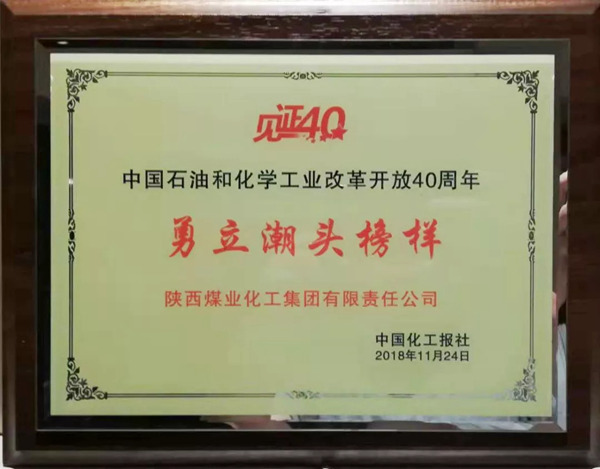 见证40
中国石油和化学工业改革开放40周年
勇立潮头榜样
陕西煤业化工集团有限责任公司
中国化工报社
2018年11月24日